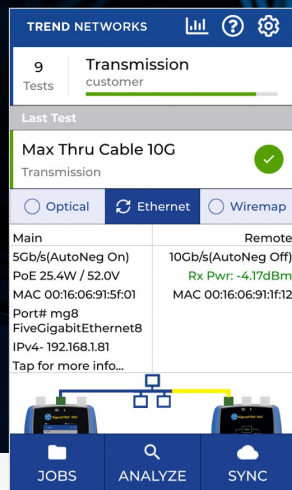 TREND NETWORKS
9
Tests
Transmission
customer
Last Test
Max Thru Cable 10G
Transmission
Optical
Ethernet
Wiremap
Main
Remote
5Gb/s(AutoNeg On)
10Gb/s(AutoNeg Off)
PoE 25.4W / 52.0V
Rx Pwr: -4.17dBm
MAC 00:16:06:91:5f:01
MAC 00:16:06:91:1f:12
Port# mg8
FiveGigabitEthernet8
IPv4- 192.168.1.81
Tap for more info...
JOBS
ANALYZE
SYNC